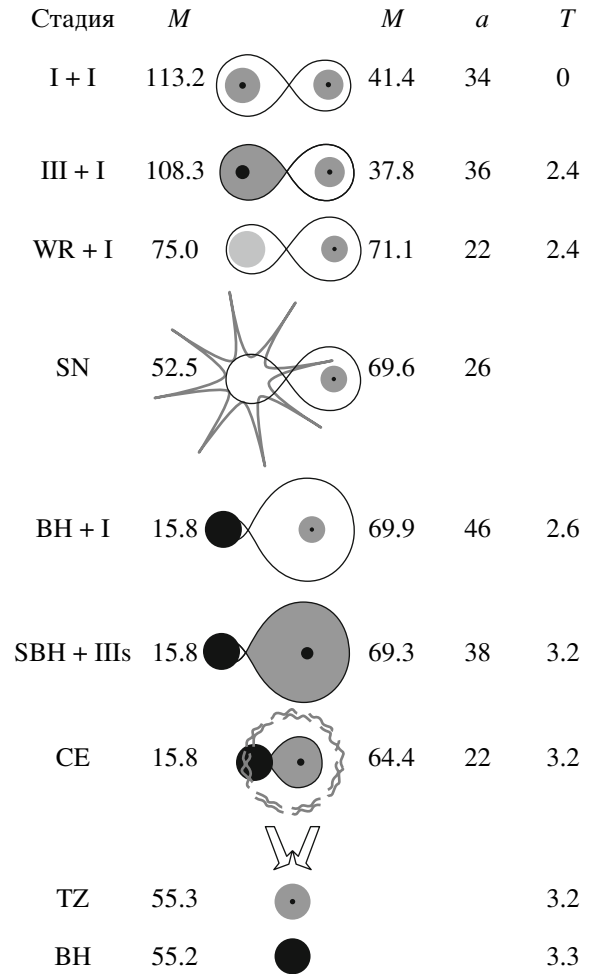 Стадия M M a T
I + I 113.2 41.4 34 0
III + I 108.3 37.8 36 2.4
WR + I 75.0 71.1 22 2.4
SN 52.5 69.6 26
BH + I 15.8 69.9 46 2.6
SBH + IIIs 15.8 69.3 38 3.2
CE 15.8 64.4 22 3.2
TZ 55.3 3.2
BH 55.2 3.3